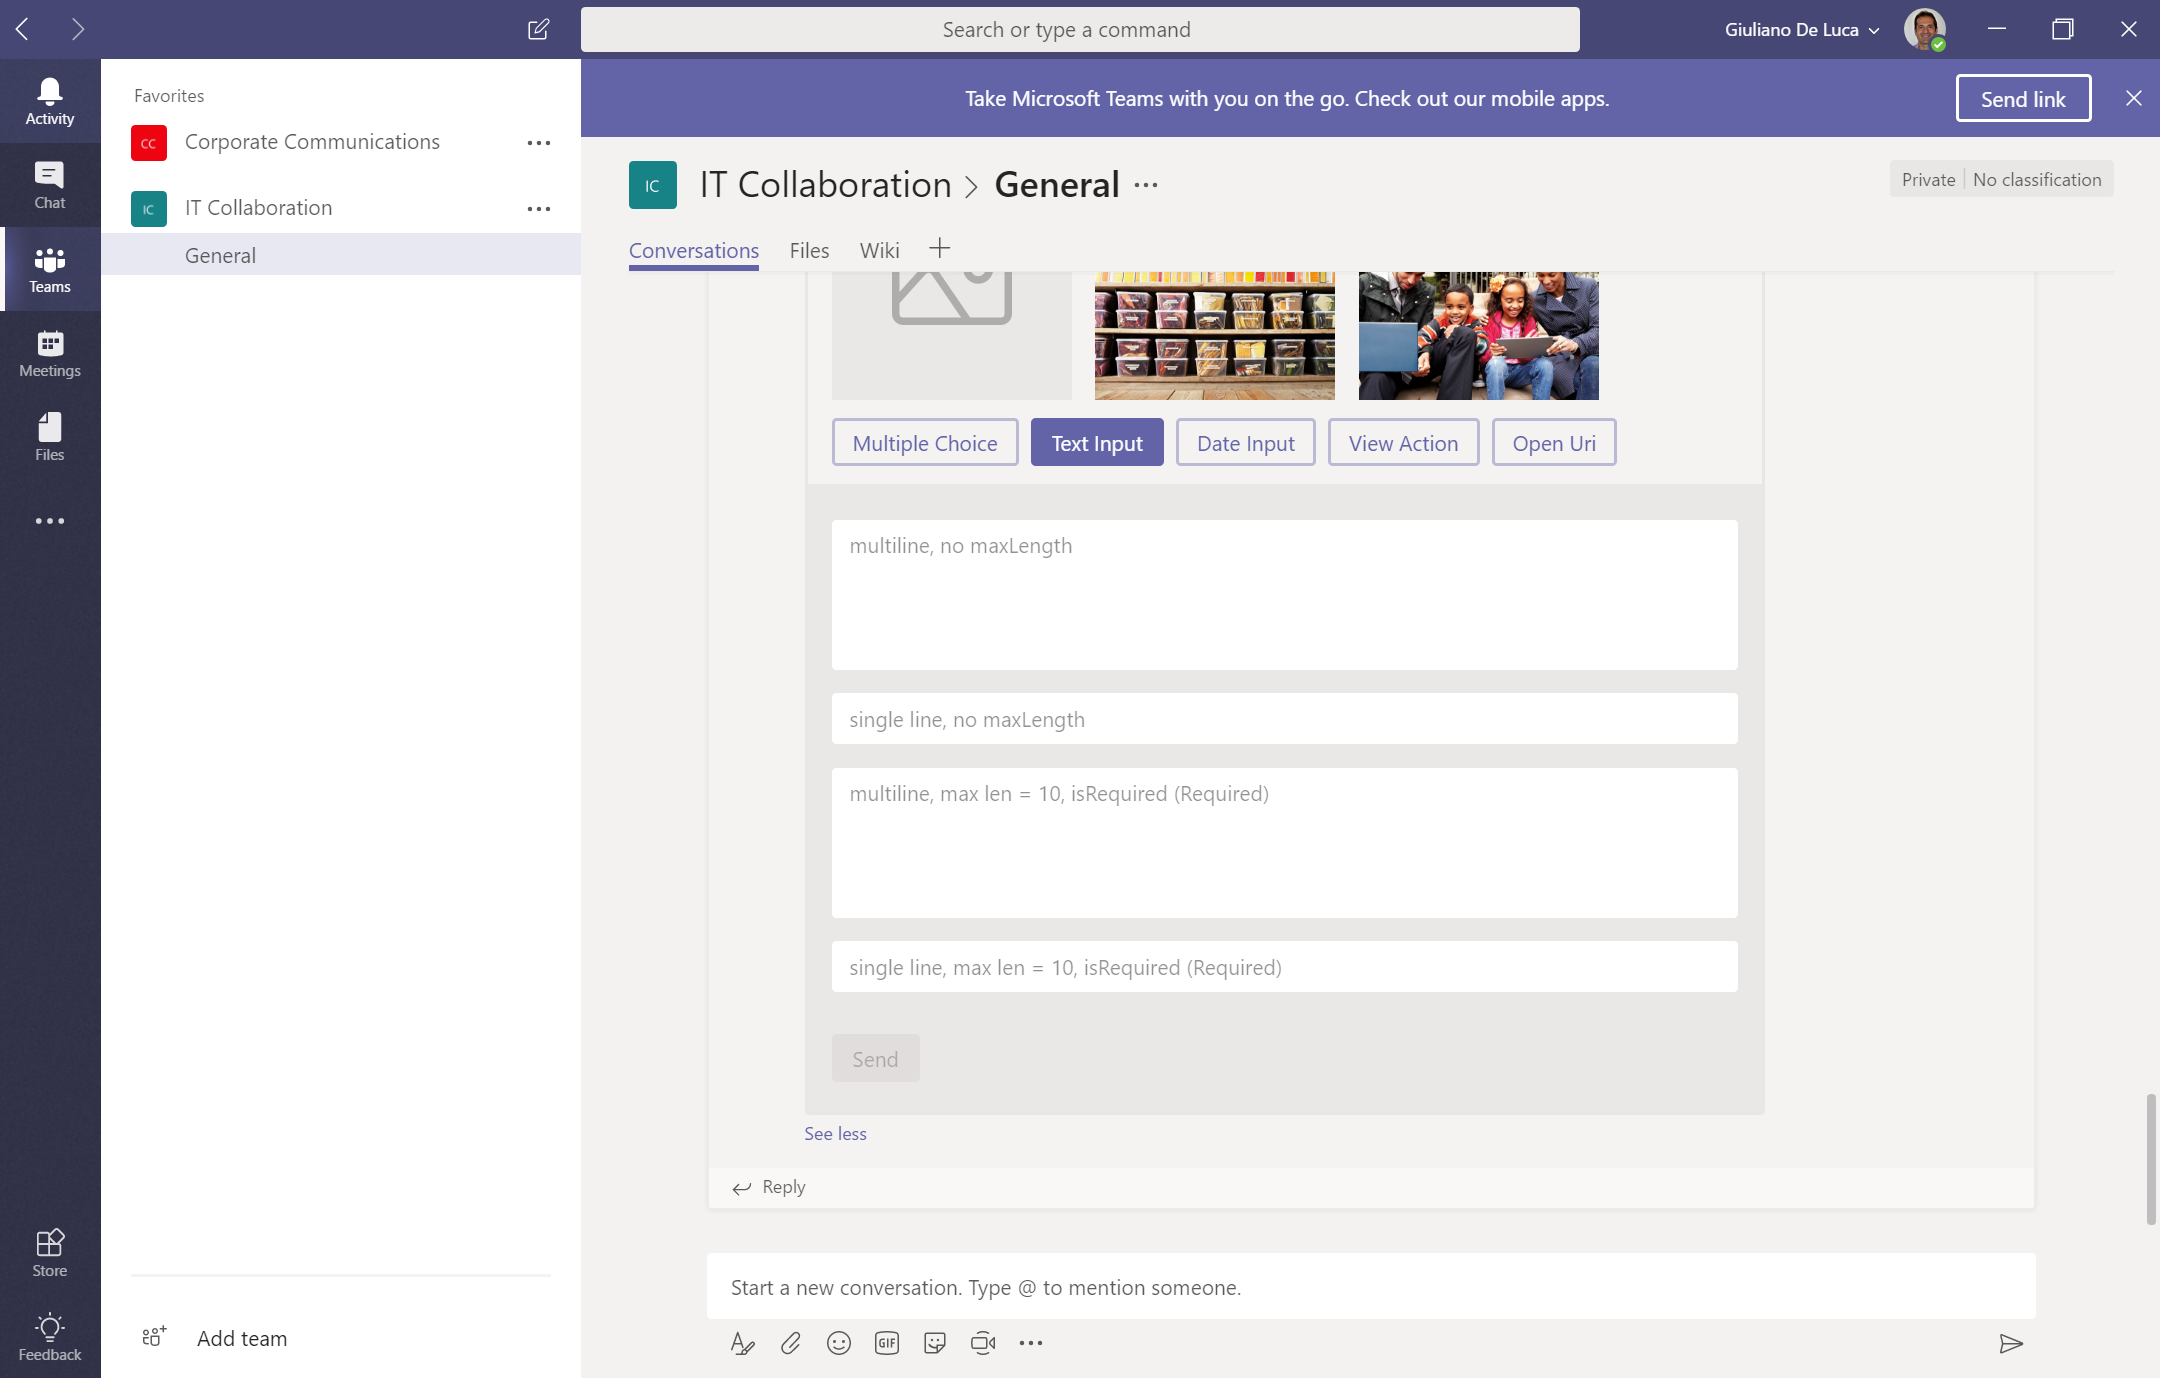 Search or type a command
Giuliano De Luca
Activity
Chat
Teams
Meetings
Files
Store
Feedback
Favorites
CC Corporate Communications
IC IT Collaboration
General
Add team
Take Microsoft Teams with you on the go. Check out our mobile apps.
Send link
IC IT Collaboration > General
Private No classification
Conversations Files Wiki
Multiple Choice Text Input Date Input View Action Open Uri
multiline, no maxLength
single line, no maxLength
multiline, max len = 10, isRequired (Required)
single line, max len = 10, isRequired (Required)
Send
See less
Reply
Start a new conversation. Type @ to mention someone.
GIF